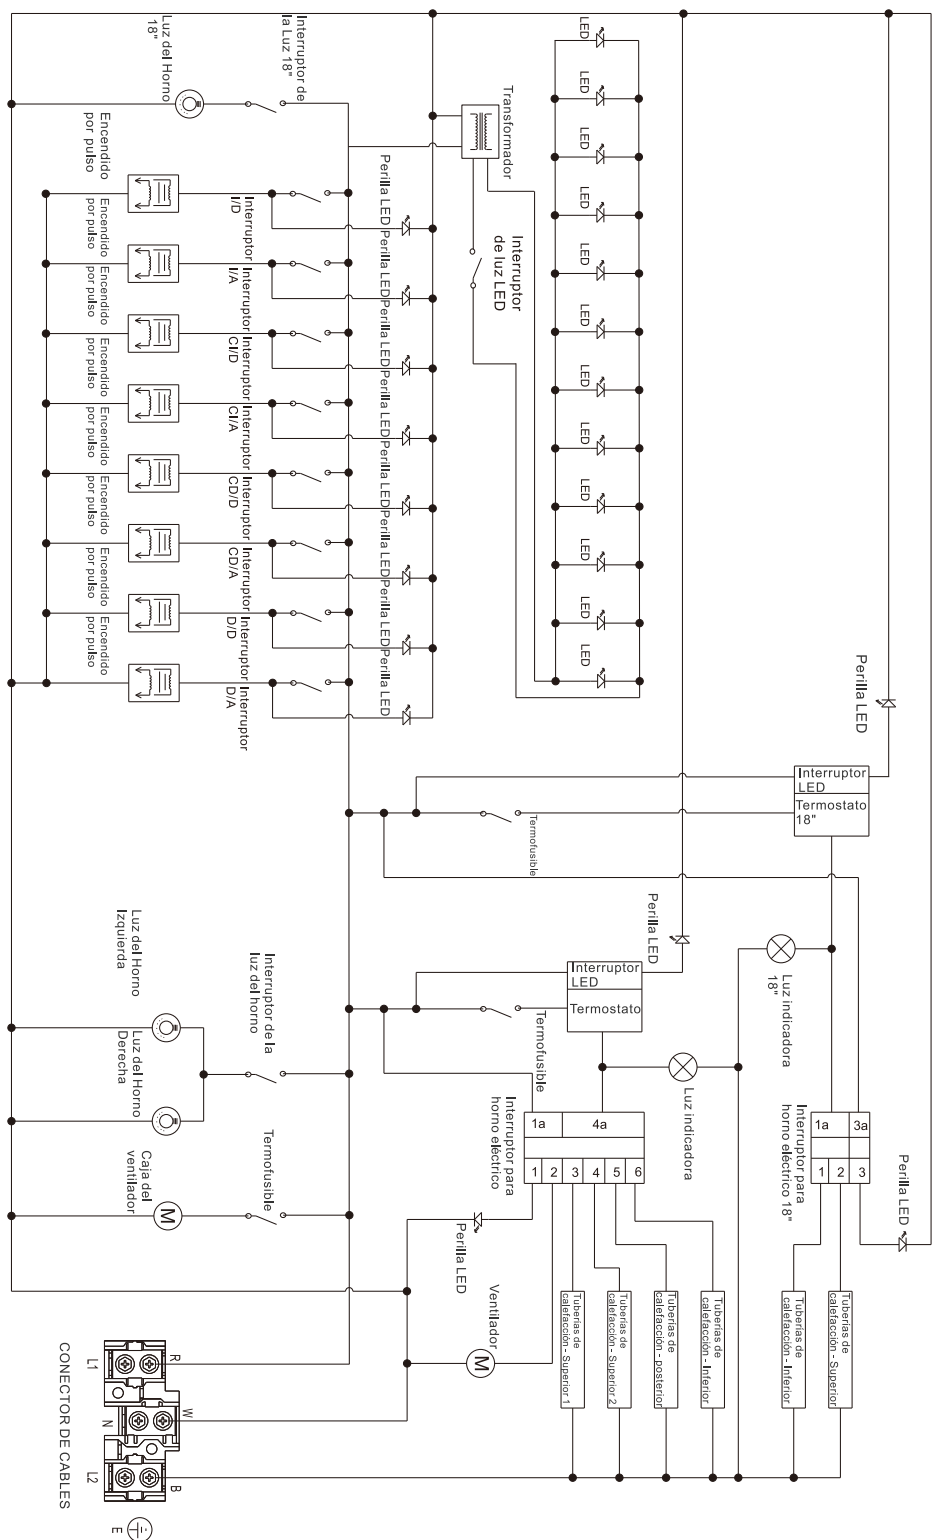 Luz del Horno
18"
Interruptor de
la Luz 18"
Transformador
LED
LED
LED
LED
LED
LED
LED
LED
LED
LED
LED
LED
Interruptor
de luz LED
Encendido
por pulso
Encendido
por pulso
Encendido
por pulso
Encendido
por pulso
Encendido
por pulso
Encendido
por pulso
Encendido
por pulso
Encendido
por pulso
Interruptor
I/D
Interruptor
I/A
Interruptor
CI/D
Interruptor
CI/A
Interruptor
CD/D
Interruptor
CD/A
Interruptor
D/D
Interruptor
D/A
Perilla LED
Perilla LED
Perilla LED
Perilla LED
Perilla LED
Perilla LED
Perilla LED
Perilla LED
Perilla LED
Interruptor
LED
Termostato
18"
Termofusible
Perilla LED
Interruptor
LED
Termostato
Termofusible
Luz indicadora
18"
Luz indicadora
Luz del Horno
Izquierda
Luz del Horno
Derecha
Interruptor de la
luz del horno
Interruptor para
horno eléctrico
1a
4a
1
2
3
4
5
6
Interruptor para
horno eléctrico 18"
1a
3a
1
2
3
Perilla LED
Caja del
ventilador
M
Termofusible
Perilla LED
Ventilador
M
Tuberías de
calefacción - Superior 1
Tuberías de
calefacción - Superior 2
Tuberías de
calefacción - posterior
Tuberías de
calefacción - Inferior
Tuberías de
calefacción - Inferior
Tuberías de
calefacción - Superior
L1
R
N
W
L2
B
CONECTOR DE CABLES
E